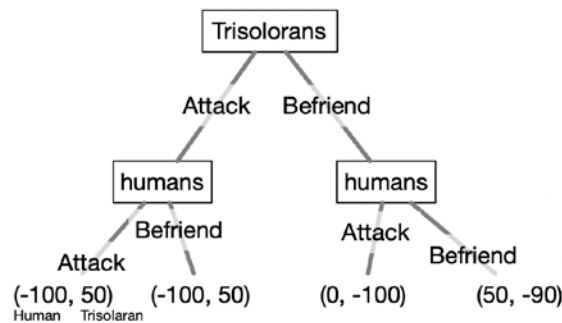 Trisolorans
Attack Befriend
humans humans
Befriend Attack
Attack Befriend
(-100, 50) (-100, 50) (0, -100) (50, -90)
Human Trisolaran